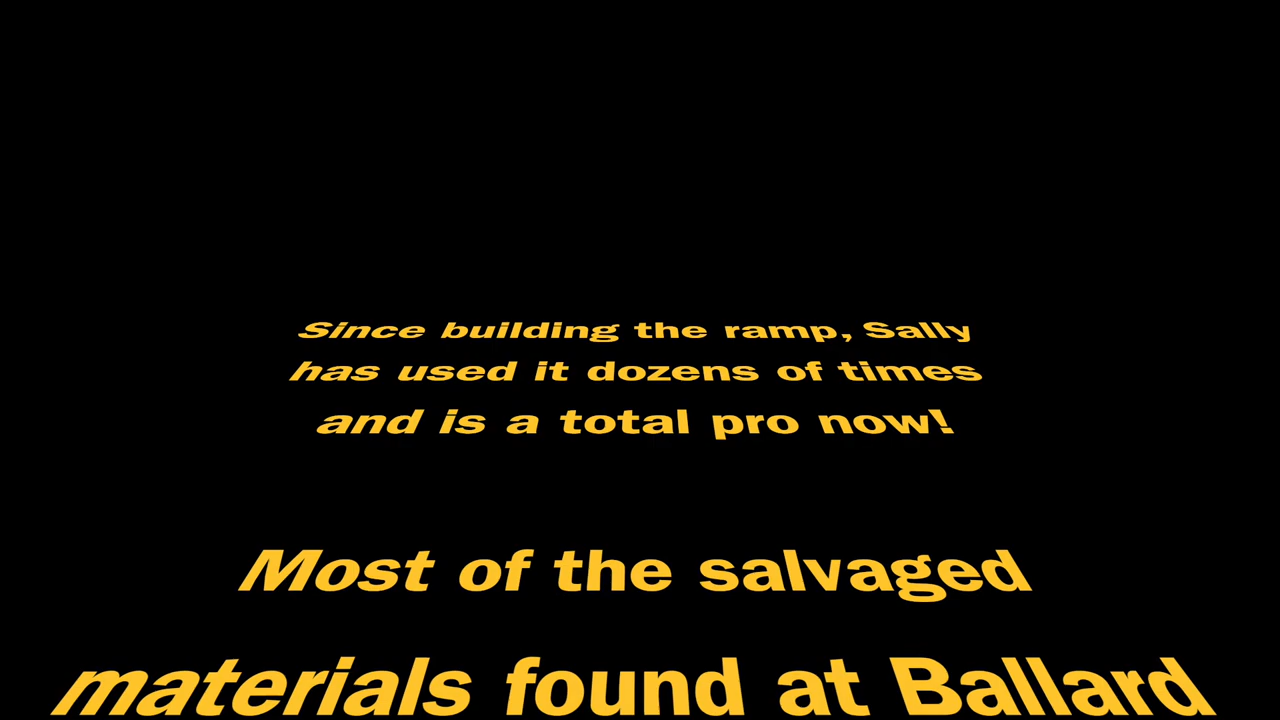 Since building the ramp, Sally
has used it dozens of times
and is a total pro now!
Most of the salvaged
materials found at Ballard